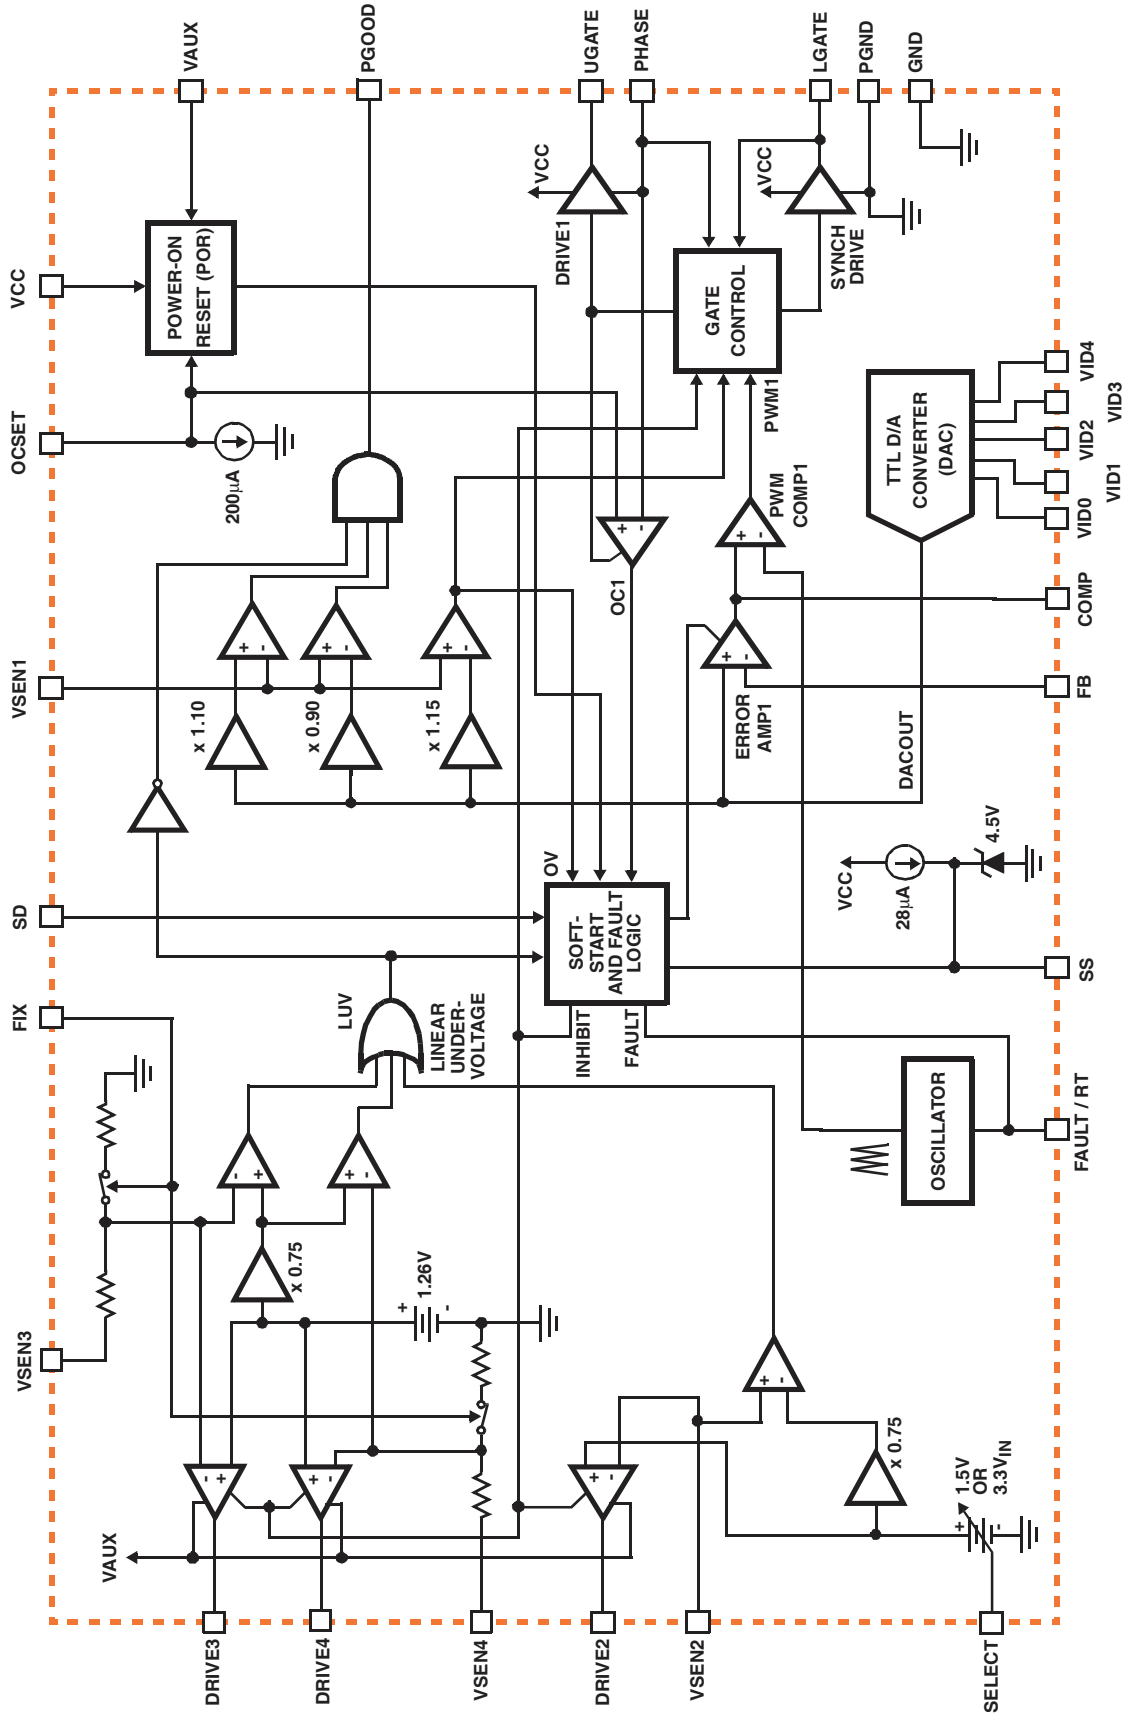 VSEN3
FIX
SD
VSEN1
OCSET
VCC
VAUX
PGOOD
UGATE
PHASE
LGATE
PGND
GND
VAUX
DRIVE3
DRIVE4
VSEN4
DRIVE2
VSEN2
SELECT
FAULT / RT
SS
FB
COMP
VID0
VID1
VID2
VID3
VID4
POWER-ON
RESET (POR)
200µA
x 1.10
x 0.90
x 1.15
+
-
+
-
+
-
LUV
LINEAR
UNDER-
VOLTAGE
-
+
+
-
x 0.75
1.26V
+
-
-
+
+
-
+
-
+
-
x 0.75
1.5V
OR
3.3VIN
+
-
OV
SOFT-
START
AND FAULT
LOGIC
INHIBIT
FAULT
OC1
+
-
DRIVE1
VCC
VCC
SYNCH
DRIVE
GATE
CONTROL
PWM1
PWM
COMP1
+
-
ERROR
AMP1
+
-
TTL D/A
CONVERTER
(DAC)
DACOUT
VCC
28µA
4.5V
OSCILLATOR